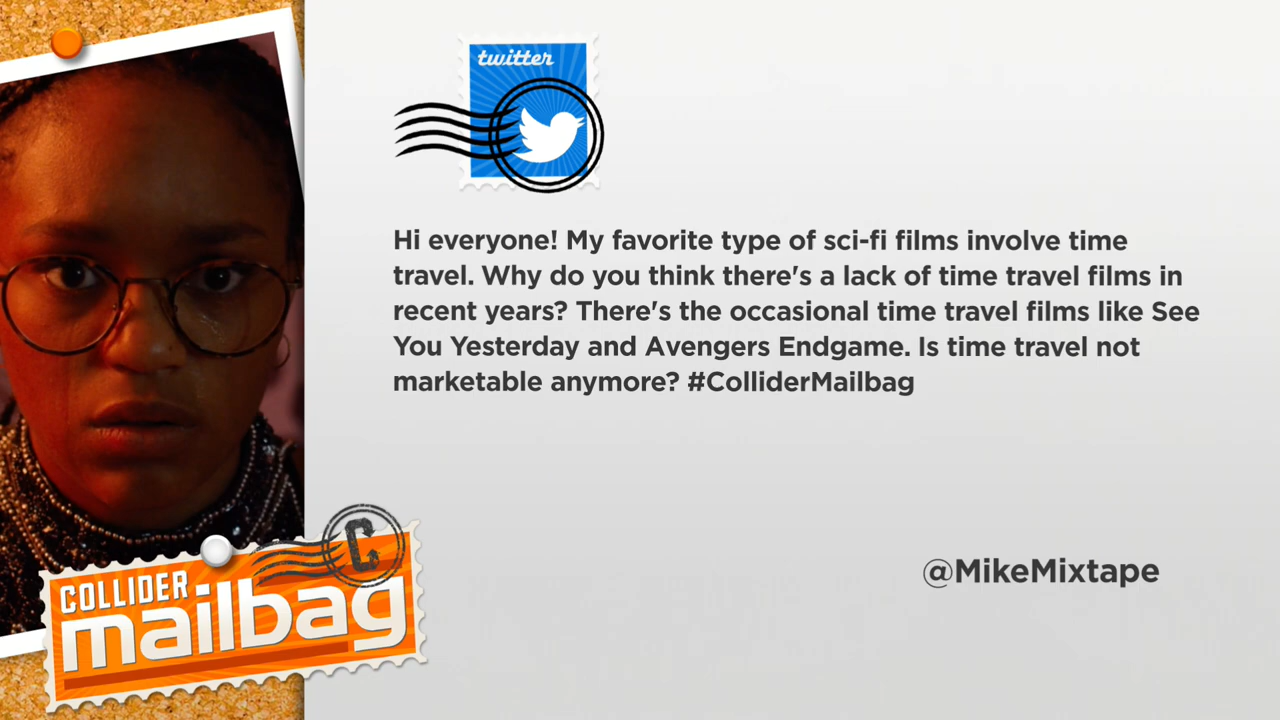 twitter
Hi everyone! My favorite type of sci-fi films involve time
travel. Why do you think there's a lack of time travel films in
recent years? There's the occasional time travel films like See
You Yesterday and Avengers Endgame. Is time travel not
marketable anymore? #ColliderMailbag
@MikeMixtape
C
COLLIDER
mailbag